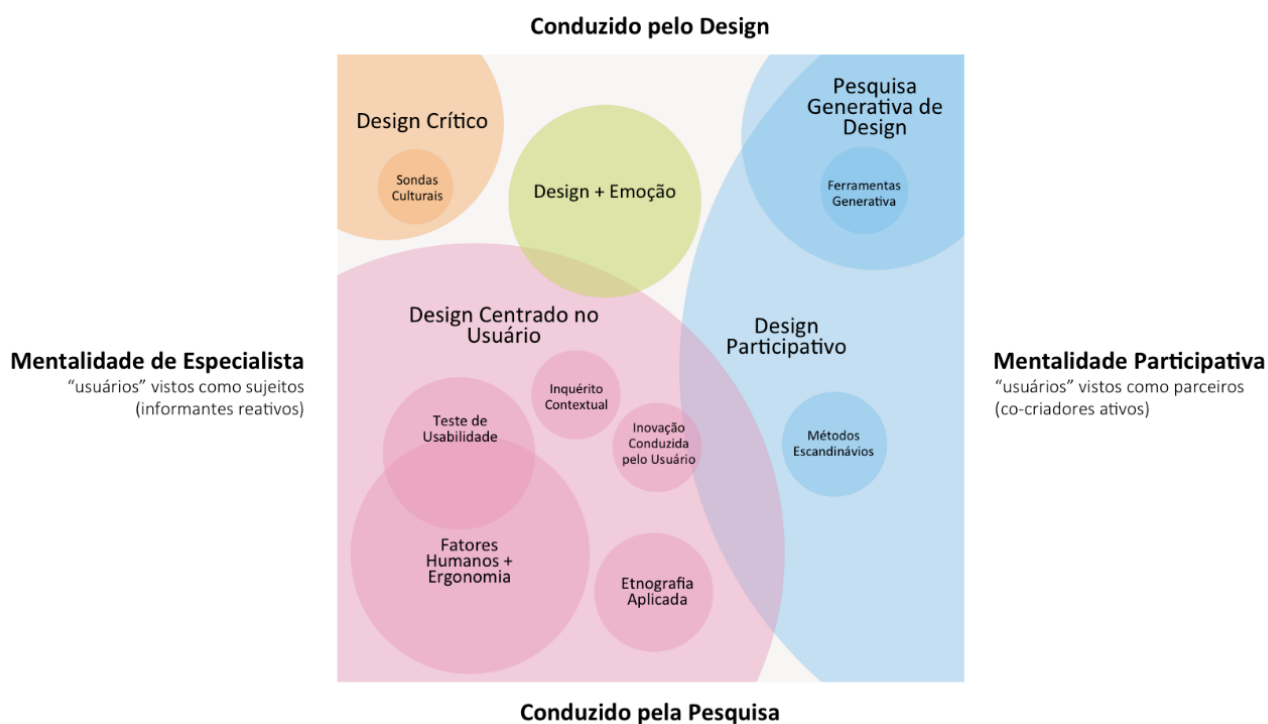 Conduzido pelo Design
Design Crítico
Sondas
Culturais
Design + Emoção
Pesquisa
Generativa de
Design
Ferramentas
Generativa
Mentalidade de Especialista
“usuários” vistos como sujeitos
(informantes reativos)
Design Centrado no
Usuário
Inquérito
Contextual
Teste de
Usabilidade
Inovação
Conduzida
pelo Usuário
Fatores
Humanos +
Ergonomia
Etnografia
Aplicada
Design
Participativo
Métodos
Escandinávios
Mentalidade Participativa
“usuários” vistos como parceiros
(co-criadores ativos)
Conduzido pela Pesquisa